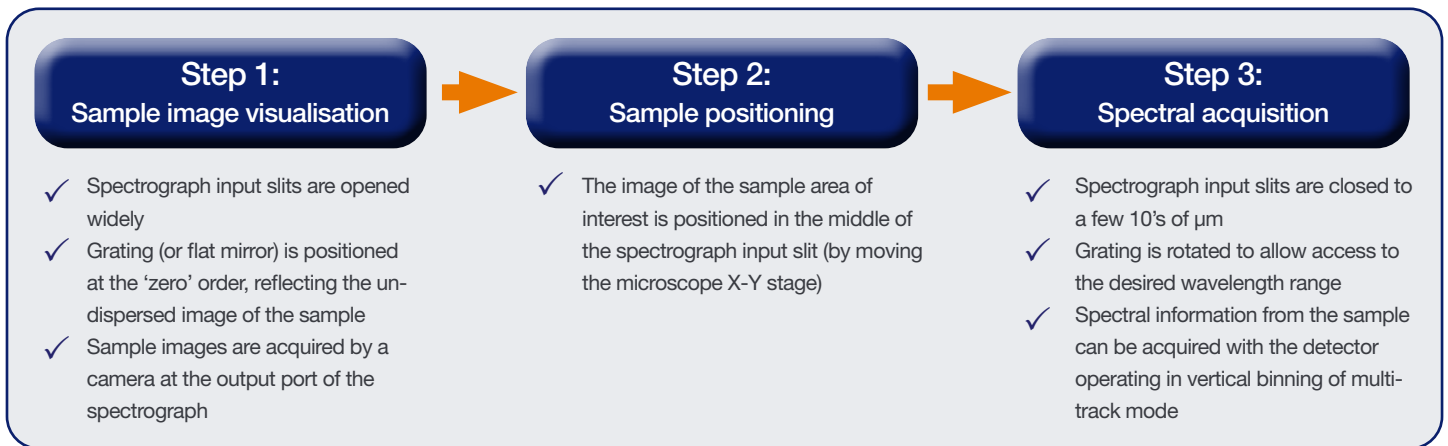 Step 1:
Sample image visualisation
Spectrograph input slits are opened
widely
Grating (or flat mirror) is positioned
at the ‘zero’ order, reflecting the un-
dispersed image of the sample
Sample images are acquired by a
camera at the output port of the
spectrograph
Step 2:
Sample positioning
The image of the sample area of
interest is positioned in the middle of
the spectrograph input slit (by moving
the microscope X-Y stage)
Step 3:
Spectral acquisition
Spectrograph input slits are closed to
a few 10’s of µm
Grating is rotated to allow access to
the desired wavelength range
Spectral information from the sample
can be acquired with the detector
operating in vertical binning of multi-
track mode